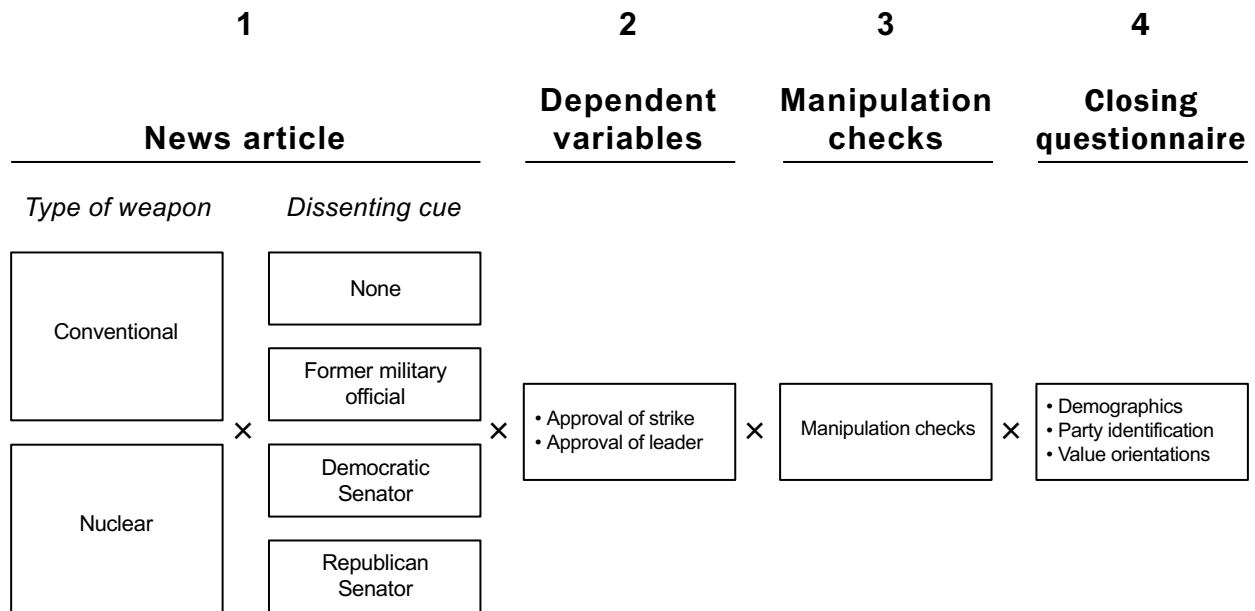 1
2
3
4
News article
Dependent
variables
Manipulation
checks
Closing
questionnaire
Type of weapon
Dissenting cue
Conventional
Nuclear
×
None
Former military
official
Democratic
Senator
Republican
Senator
×
• Approval of strike
• Approval of leader
×
Manipulation checks
×
• Demographics
• Party identification
• Value orientations